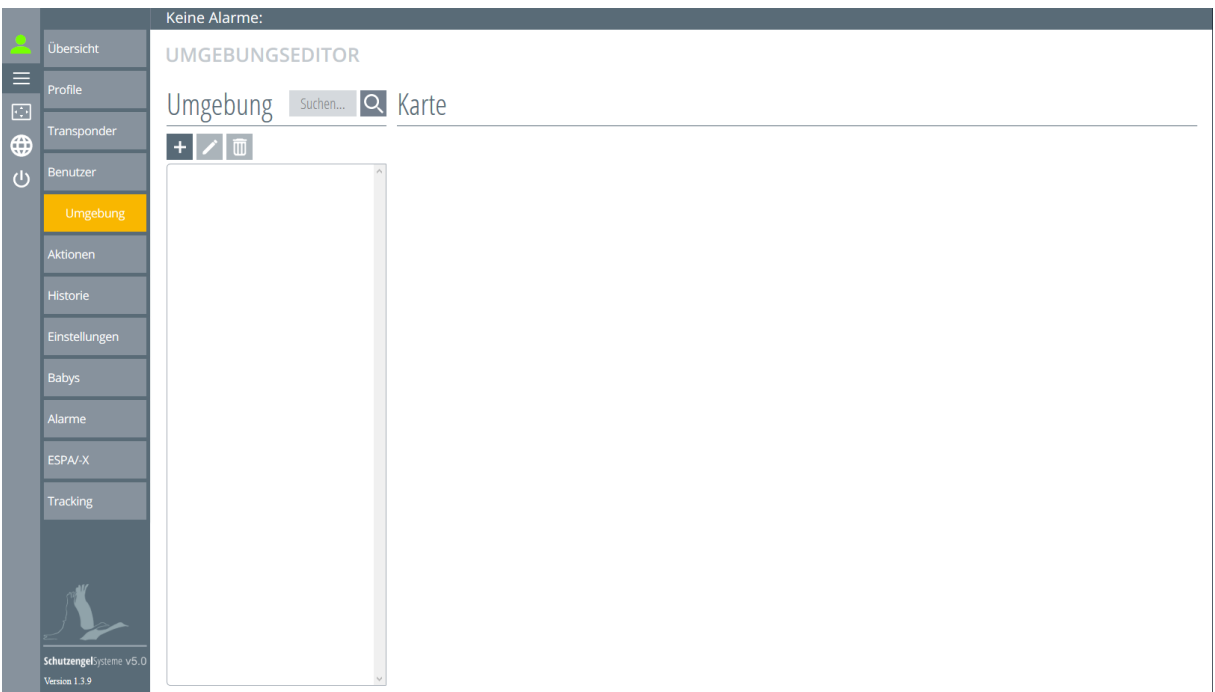 Keine Alarme:
Übersicht
Profile
Transponder
Benutzer
Umgebung
Aktionen
Historie
Einstellungen
Babys
Alarme
ESPA/-X
Tracking
SchutzengelSysteme v5.0
Version 1.3.9
UMGEBUNGSEDITOR
Umgebung
Suchen...
Karte